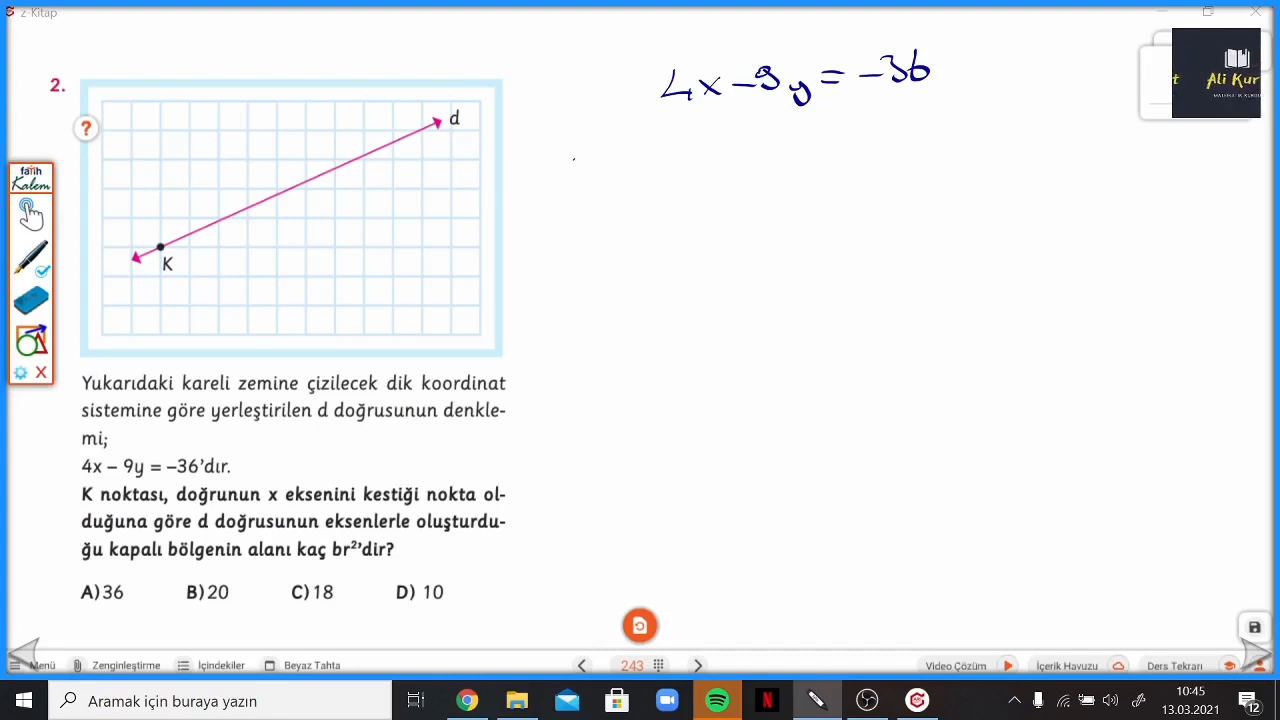 z-Kitap
2.
4x – 9y = –36
?
d
K
fatih
Kalem
Ali Kur
Yukarıdaki kareli zemine çizilecek dik koordinat
sistemine göre yerleştirilen d doğrusunun denkle-
mi;
4x – 9y = –36’dır.
K noktası, doğrunun x eksenini kestiği nokta ol-
duğuna göre d doğrusunun eksenlerle oluşturdu-
ğu kapalı bölgenin alanı kaç br²’dir?
A) 36 B) 20 C) 18 D) 10
Menü Zenginleştirme İçindekiler Beyaz Tahta 243 Video Çözüm İçerik Havuzu Ders Tekrarı
Aramak için buraya yazın
10:45
13.03.2021
12